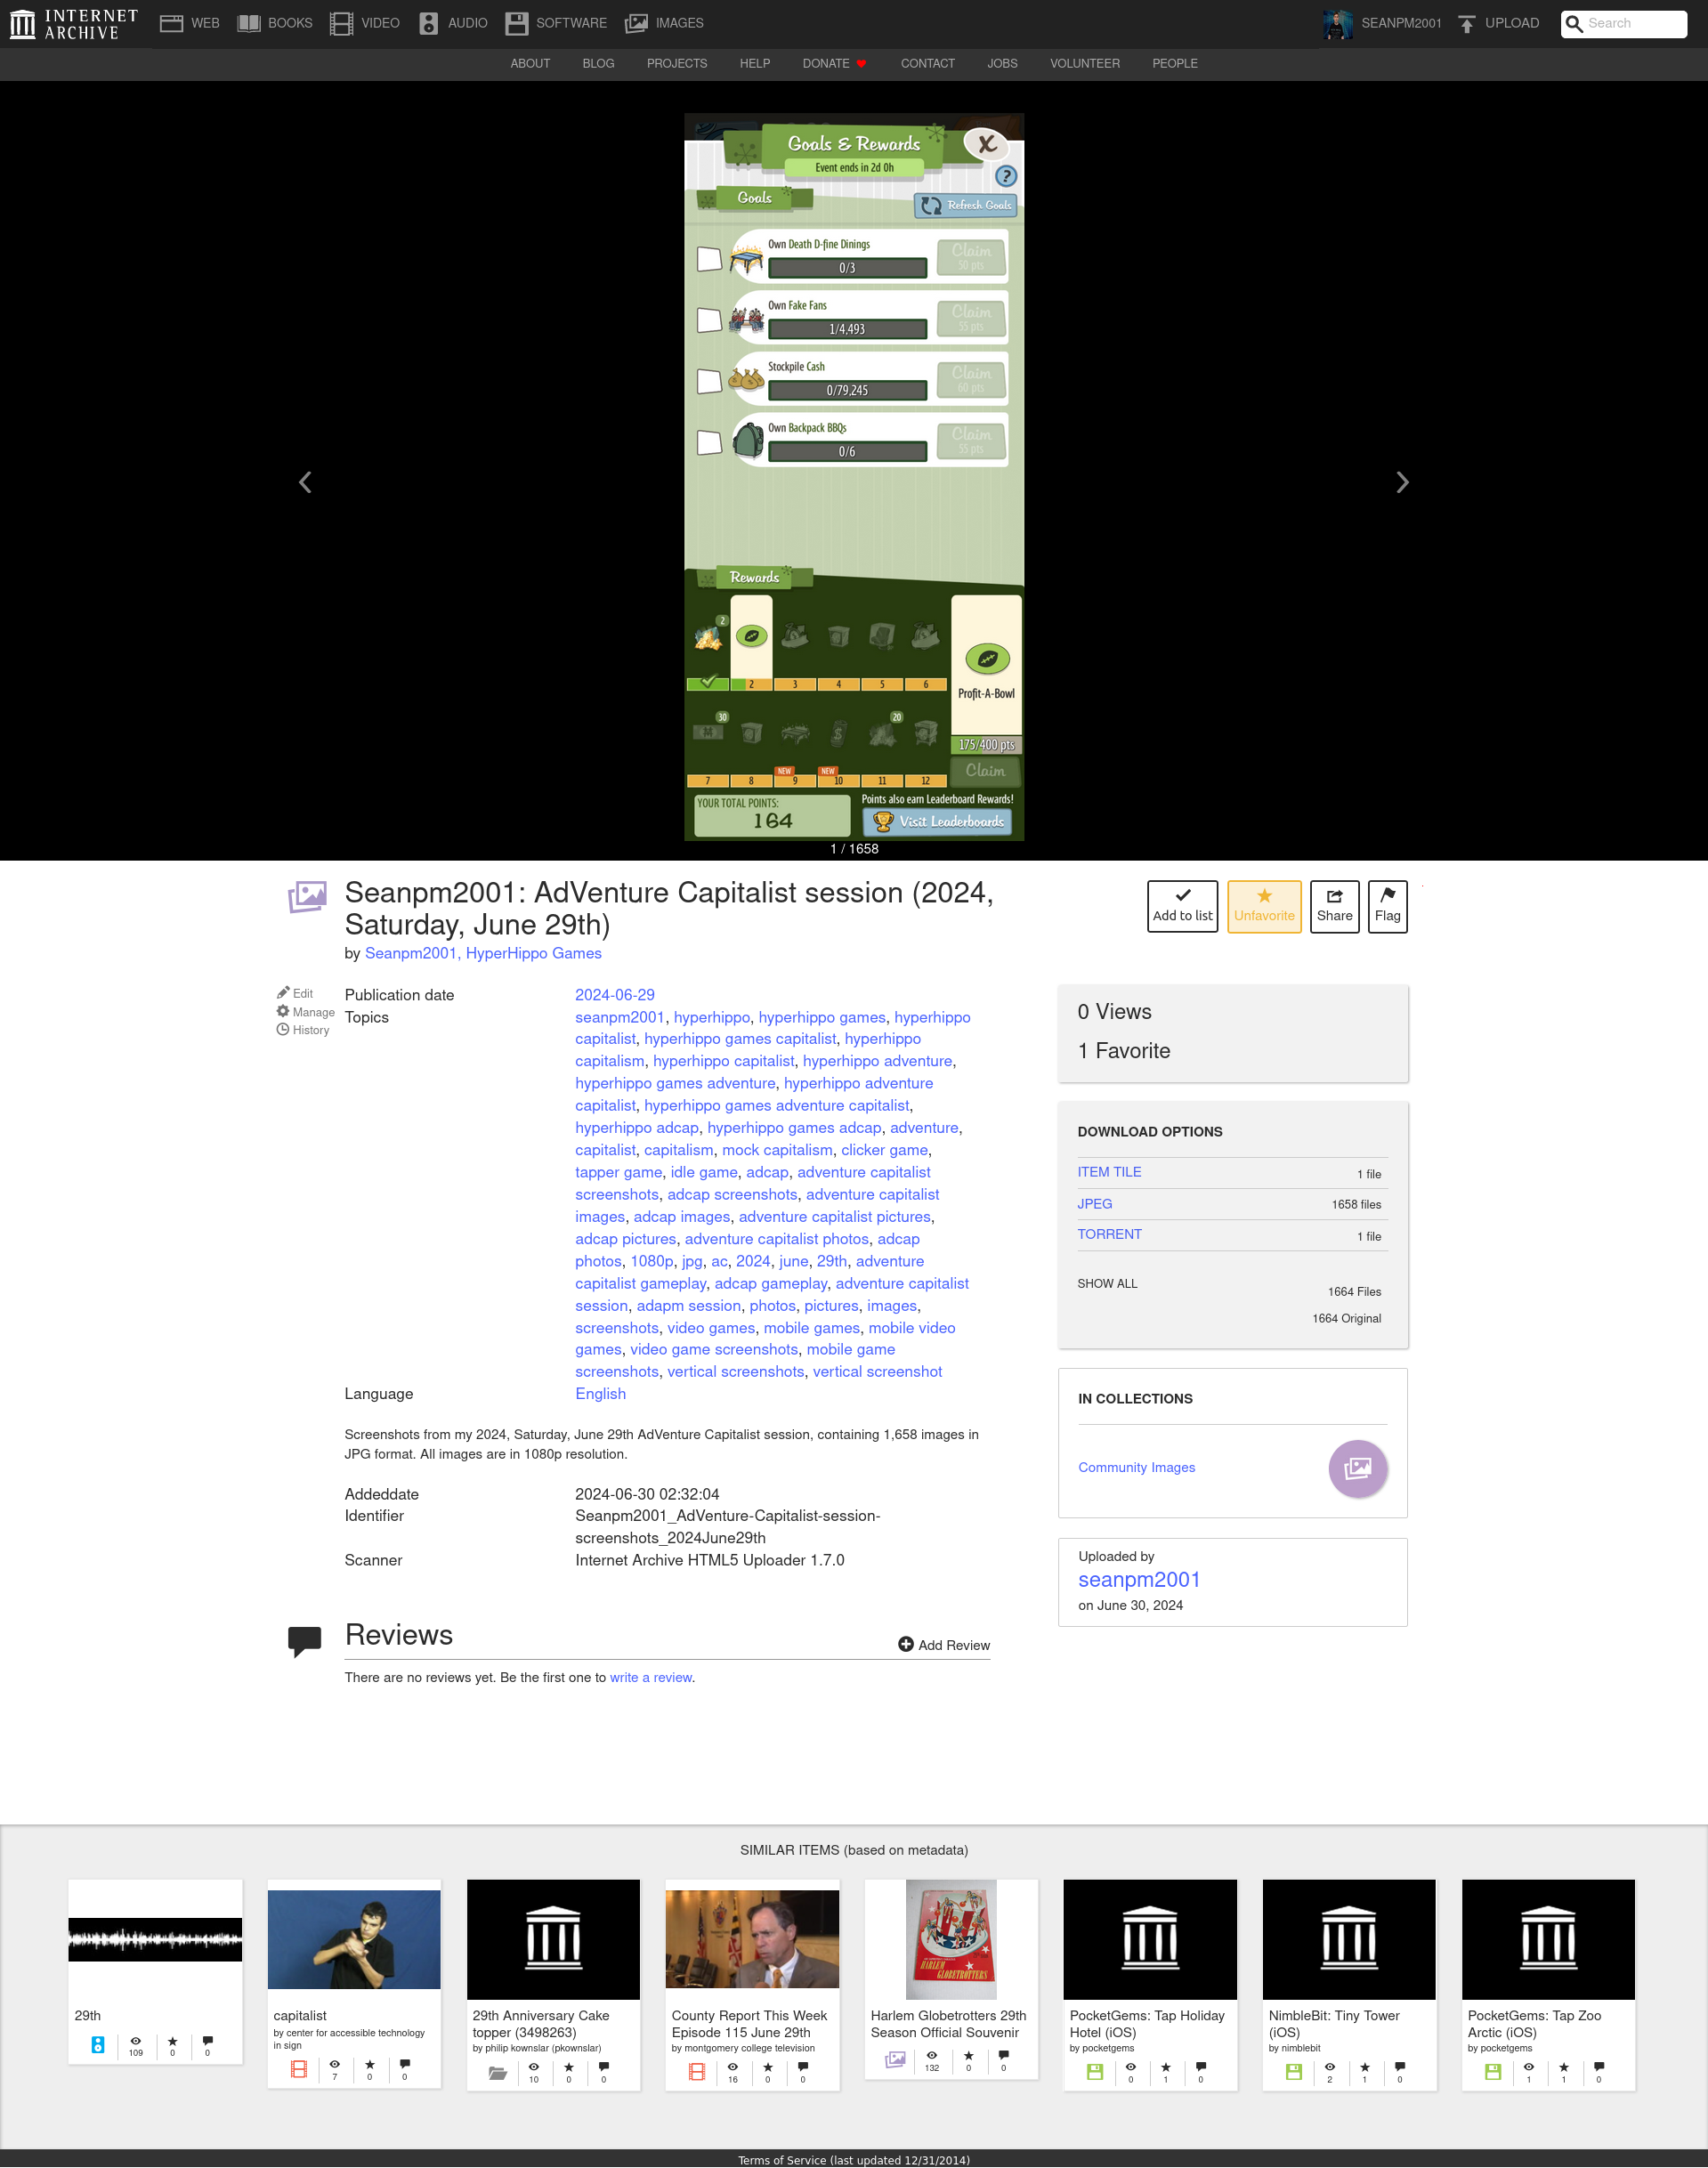 INTERNET ARCHIVE
WEB BOOKS VIDEO AUDIO SOFTWARE IMAGES SEANPM2001 UPLOAD Search
ABOUT BLOG PROJECTS HELP DONATE CONTACT JOBS VOLUNTEER PEOPLE
Goals & Rewards
X
Event ends in 2d 0h
?
Goals
Refresh Goals
Own Death D-fine Dinings
0/3
Claim
50 pts
Own Fake Fans
1/4,493
Claim
55 pts
Stockpile Cash
0/79,245
Claim
60 pts
Own Backpack BBQs
0/6
Claim
55 pts
Rewards
2
2 3 4 5 6
Profit-A-Bowl
30 20
175/400 pts
NEW NEW
7 8 9 10 11 12
Claim
YOUR TOTAL POINTS:
164
Points also earn Leaderboard Rewards!
Visit Leaderboards
1 / 1658
Seanpm2001: AdVenture Capitalist session (2024,
Saturday, June 29th)
by Seanpm2001, HyperHippo Games
Add to list Unfavorite Share Flag
Edit
Manage
History
Publication date 2024-06-29
Topics seanpm2001, hyperhippo, hyperhippo games, hyperhippo
capitalist, hyperhippo games capitalist, hyperhippo
capitalism, hyperhippo capitalist, hyperhippo adventure,
hyperhippo games adventure, hyperhippo adventure
capitalist, hyperhippo games adventure capitalist,
hyperhippo adcap, hyperhippo games adcap, adventure,
capitalist, capitalism, mock capitalism, clicker game,
tapper game, idle game, adcap, adventure capitalist
screenshots, adcap screenshots, adventure capitalist
images, adcap images, adventure capitalist pictures,
adcap pictures, adventure capitalist photos, adcap
photos, 1080p, jpg, ac, 2024, june, 29th, adventure
capitalist gameplay, adcap gameplay, adventure capitalist
session, adapm session, photos, pictures, images,
screenshots, video games, mobile games, mobile video
games, video game screenshots, mobile game
screenshots, vertical screenshots, vertical screenshot
Language English
Screenshots from my 2024, Saturday, June 29th AdVenture Capitalist session, containing 1,658 images in
JPG format. All images are in 1080p resolution.
Addeddate 2024-06-30 02:32:04
Identifier Seanpm2001_AdVenture-Capitalist-session-
screenshots_2024June29th
Scanner Internet Archive HTML5 Uploader 1.7.0
Reviews
Add Review
There are no reviews yet. Be the first one to write a review.
0 Views
1 Favorite
DOWNLOAD OPTIONS
ITEM TILE 1 file
JPEG 1658 files
TORRENT 1 file
SHOW ALL
1664 Files
1664 Original
IN COLLECTIONS
Community Images
Uploaded by
seanpm2001
on June 30, 2024
SIMILAR ITEMS (based on metadata)
29th
109 0 0
capitalist
by center for accessible technology
in sign
7 0 0
29th Anniversary Cake
topper (3498263)
by philip kownslar (pkownslar)
10 0 0
County Report This Week
Episode 115 June 29th
by montgomery college television
16 0 0
HARLEM GLOBETROTTERS
Harlem Globetrotters 29th
Season Official Souvenir
132 0 0
PocketGems: Tap Holiday
Hotel (iOS)
by pocketgems
0 1 0
NimbleBit: Tiny Tower
(iOS)
by nimblebit
2 1 0
PocketGems: Tap Zoo
Arctic (iOS)
by pocketgems
1 1 0
Terms of Service (last updated 12/31/2014)